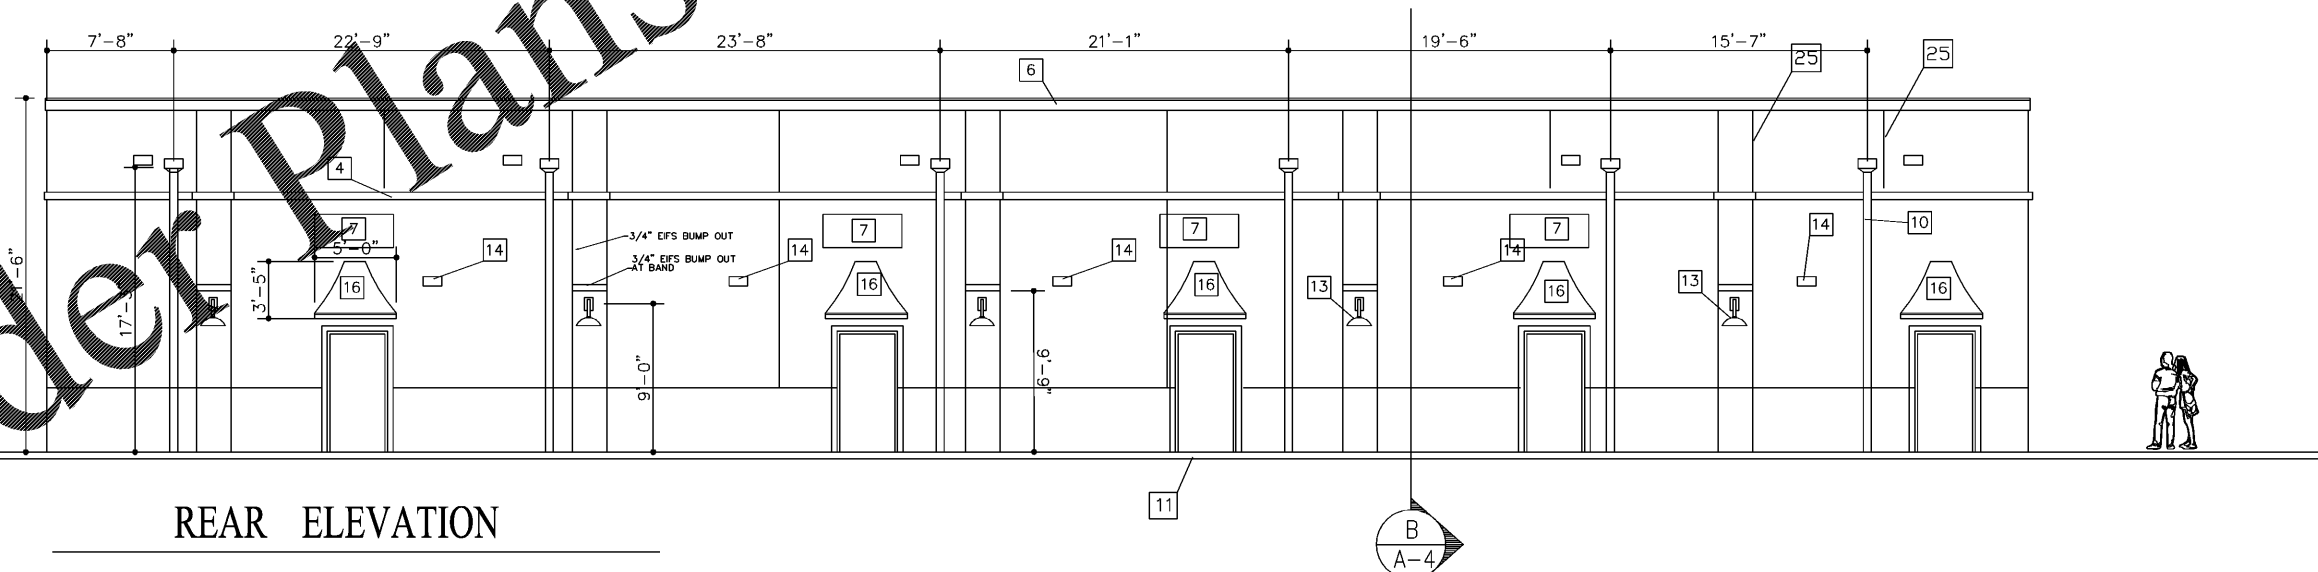 7'-8" 22'-9" 23'-8" 21'-1" 19'-6" 15'-7"
25 25
6
4
7 7 7 7
5'-0"
14 14 14 14 14 10
3/4" EIFS BUMP OUT
3/4" EIFS BUMP OUT
AT BAND
3'-5"
16 16 16 16 16
13 13
9'-0"
9'-6"
11
der Plans
REAR ELEVATION
B
A-4